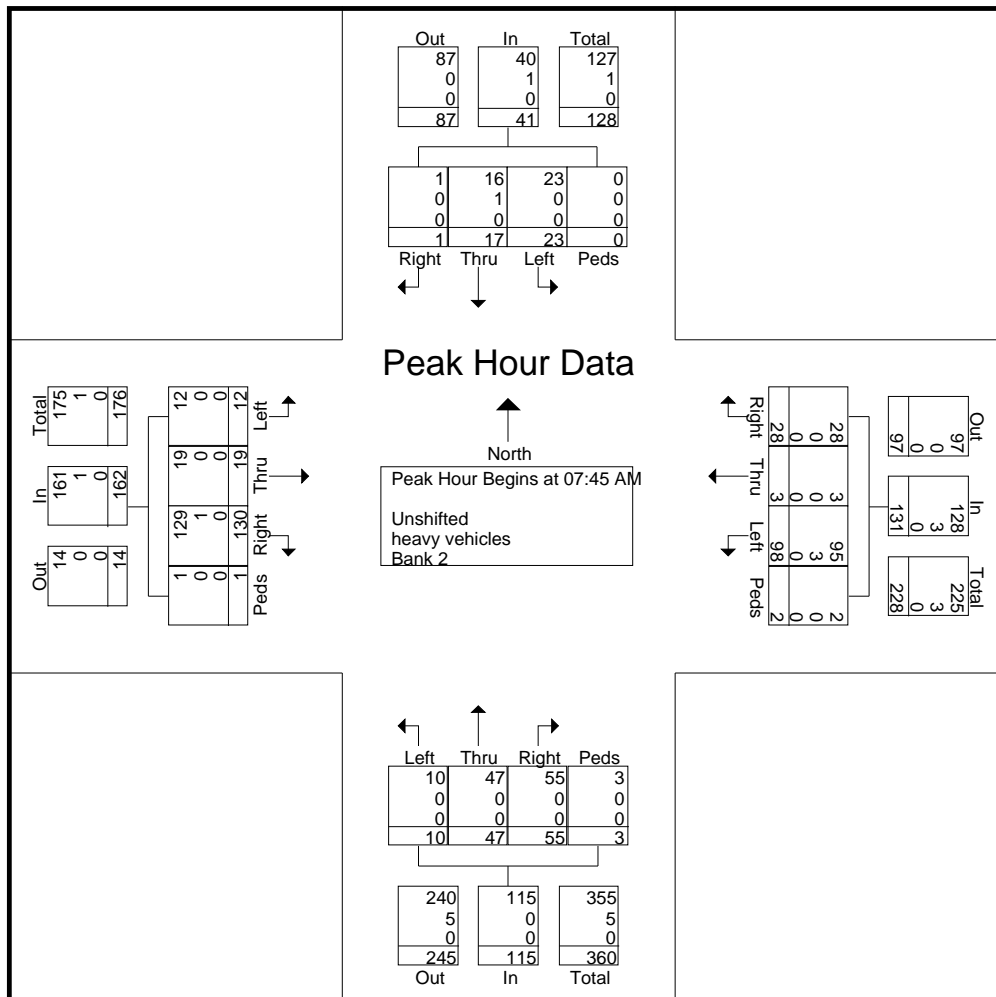 Out In Total
87 40 127
0 1 1
0 0 0
87 41 128
1 16 23 0
0 1 0 0
0 0 0 0
1 17 23 0
Right Thru Left Peds
Peak Hour Data
North
Peak Hour Begins at 07:45 AM
Unshifted
heavy vehicles
Bank 2
Total
175
1
0
176
In
161
1
0
162
Out
14
0
0
14
12
0
0
12
Left
19
0
0
19
Thru
129
1
0
130
Right
1
0
0
1
Peds
Right
28
0
0
28
Thru
3
0
0
3
Left
98
0
3
95
Peds
2
0
0
2
Out
97
0
0
97
In
131
0
3
128
Total
228
0
3
225
Left Thru Right Peds
10 47 55 3
0 0 0 0
0 0 0 0
10 47 55 3
240 115 355
5 0 5
0 0 0
245 115 360
Out In Total